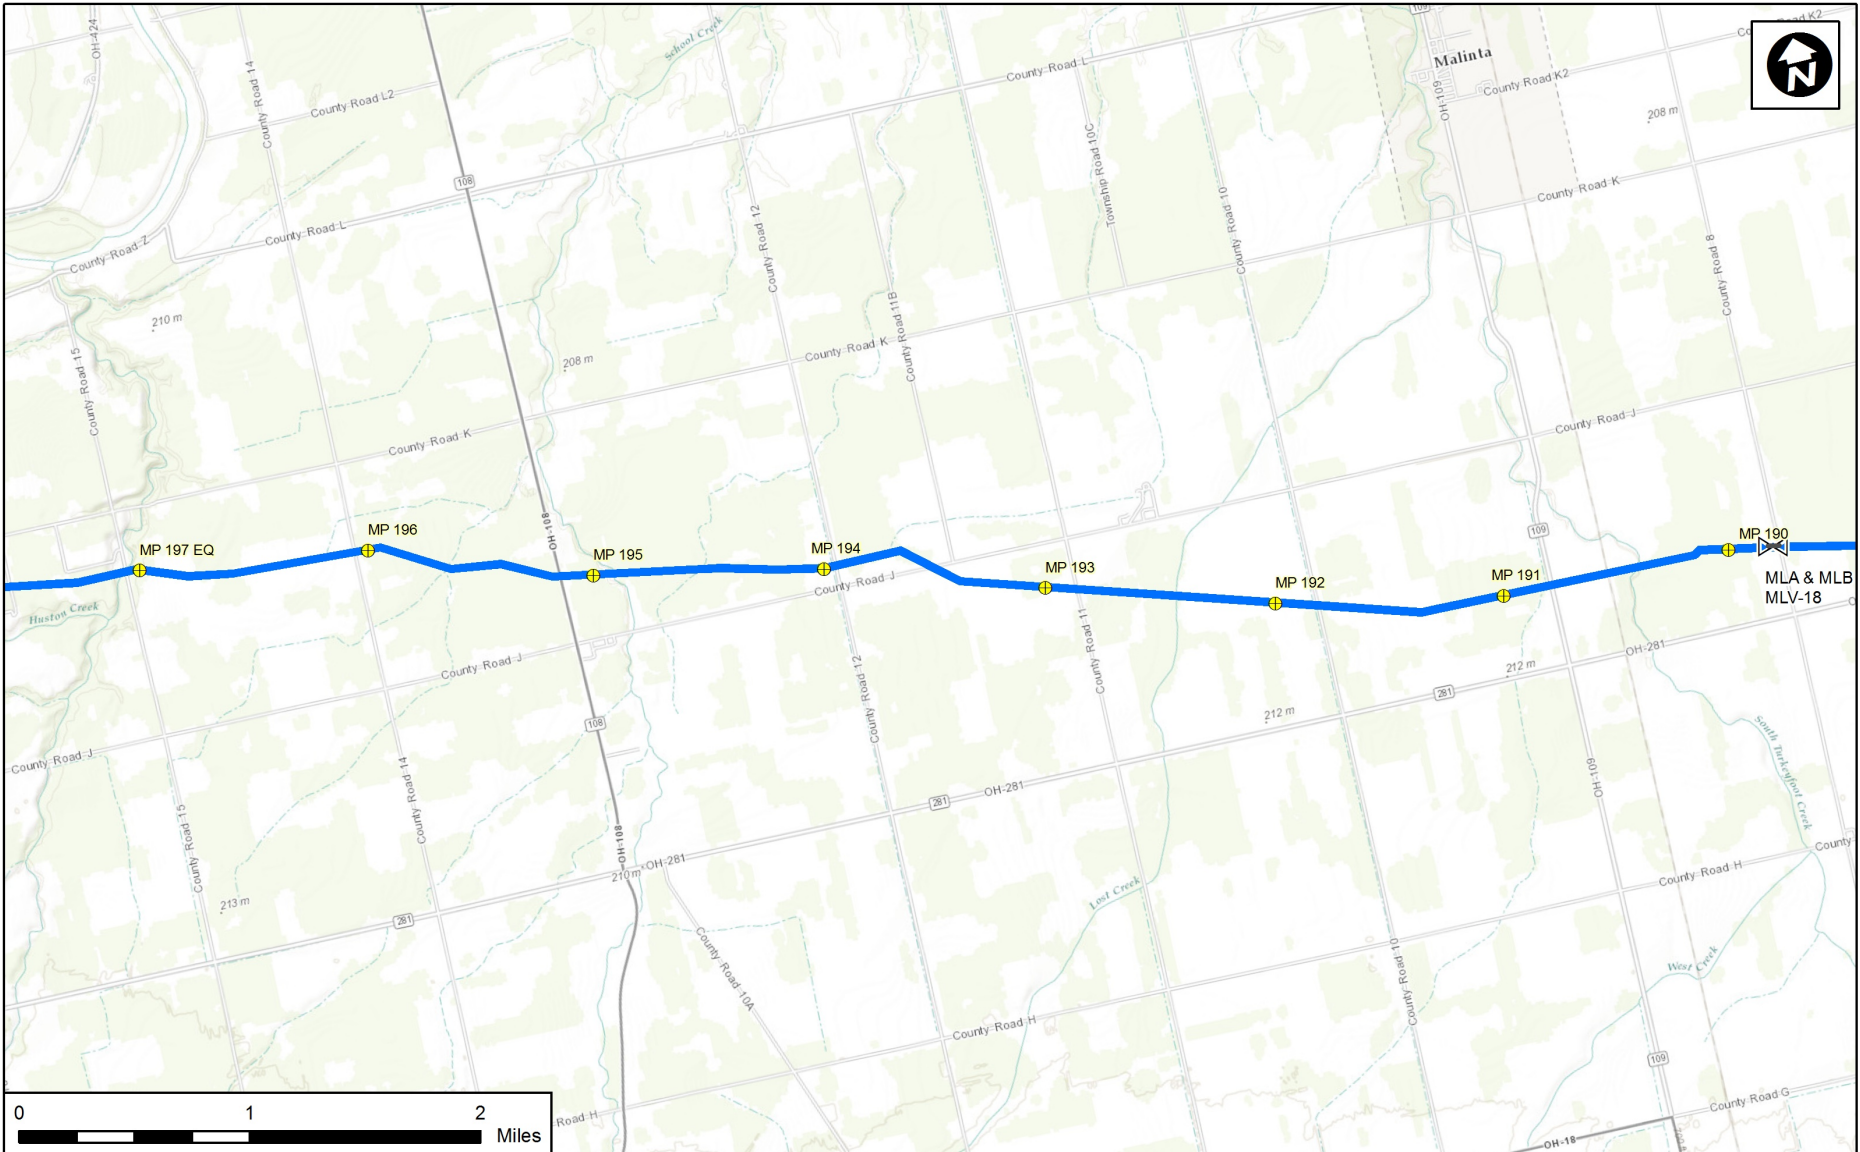 OH-424
County Road 14
County Road L2
School Creek
108
County Road L
County Road Z
County Road L
109
Malinta
OH-109
County Road K2
County Road K2
N
208 m
Township Road 10C
County Road 10
County Road K
County Road 12
County Road 8
210 m
208 m
County Road 15
County Road 11B
County Road K
County Road K
County Road J
OH-108
109
MP 197 EQ
MP 196
MP 195
MP 194
MP 193
MP 192
MP 191
MP 190
MLA & MLB
MLV-18
Huston Creek
County Road J
County Road J
County Road 11
OH-281
212 m
281
212 m
County Road 12
108
County Road J
County Road 14
South Turkeyfoot Creek
OH-109
OH-281
281
OH-108
OH-281
210 m
County Road 15
213 m
281
County Road H
County
Lost Creek
County Road 10A
County Road 10
West Creek
County Road H
109
County Road G
Road H
OH-18
0 1 2
Miles